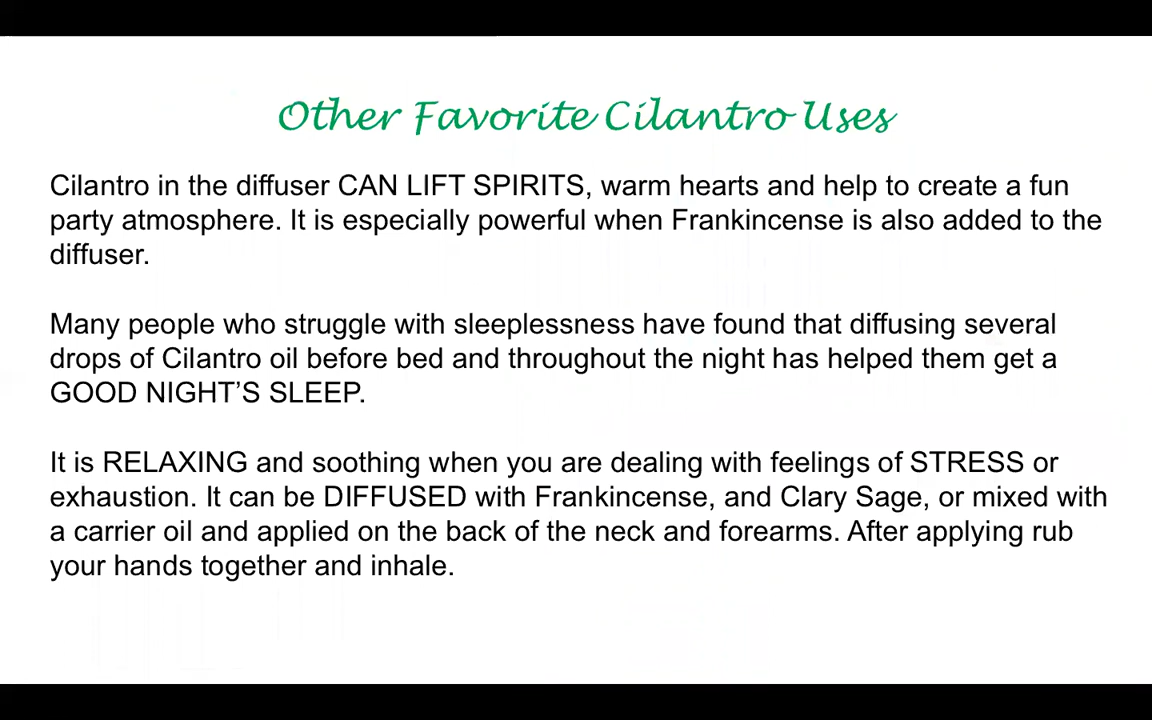 Other Favorite Cilantro Uses
Cilantro in the diffuser CAN LIFT SPIRITS, warm hearts and help to create a fun
party atmosphere. It is especially powerful when Frankincense is also added to the
diffuser.
Many people who struggle with sleeplessness have found that diffusing several
drops of Cilantro oil before bed and throughout the night has helped them get a
GOOD NIGHT’S SLEEP.
It is RELAXING and soothing when you are dealing with feelings of STRESS or
exhaustion. It can be DIFFUSED with Frankincense, and Clary Sage, or mixed with
a carrier oil and applied on the back of the neck and forearms. After applying rub
your hands together and inhale.